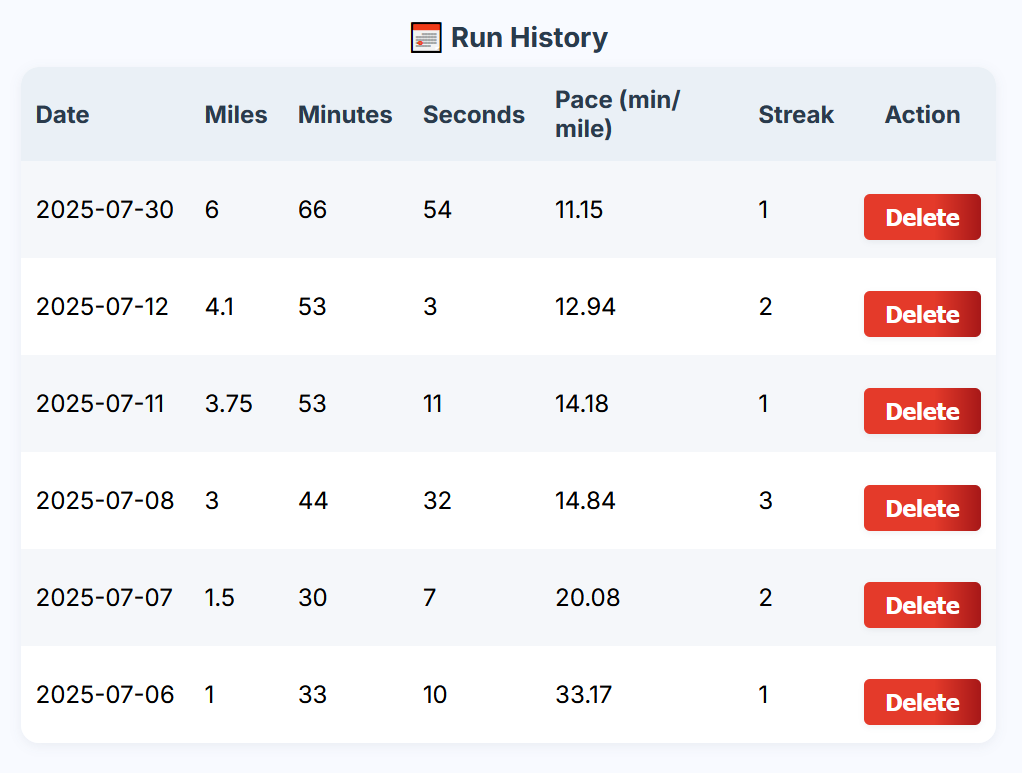 Run History
Date Miles Minutes Seconds Pace (min/
mile) Streak Action
2025-07-30 6 66 54 11.15 1 Delete
2025-07-12 4.1 53 3 12.94 2 Delete
2025-07-11 3.75 53 11 14.18 1 Delete
2025-07-08 3 44 32 14.84 3 Delete
2025-07-07 1.5 30 7 20.08 2 Delete
2025-07-06 1 33 10 33.17 1 Delete